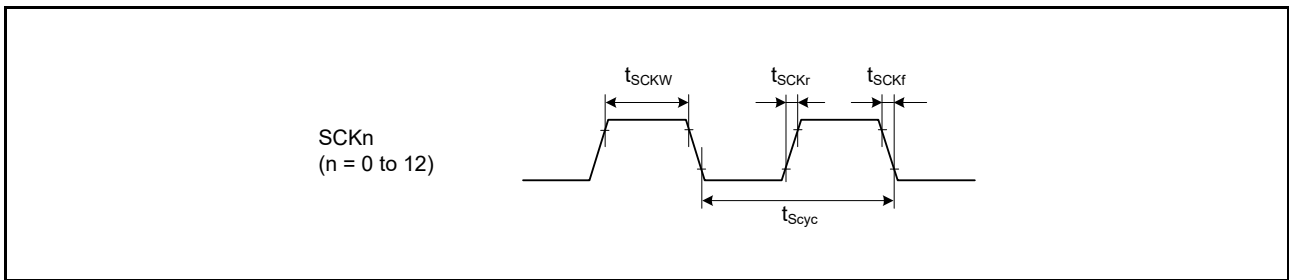 tSCKW
tSCKr
tSCKf
SCKn
(n = 0 to 12)
tScyc